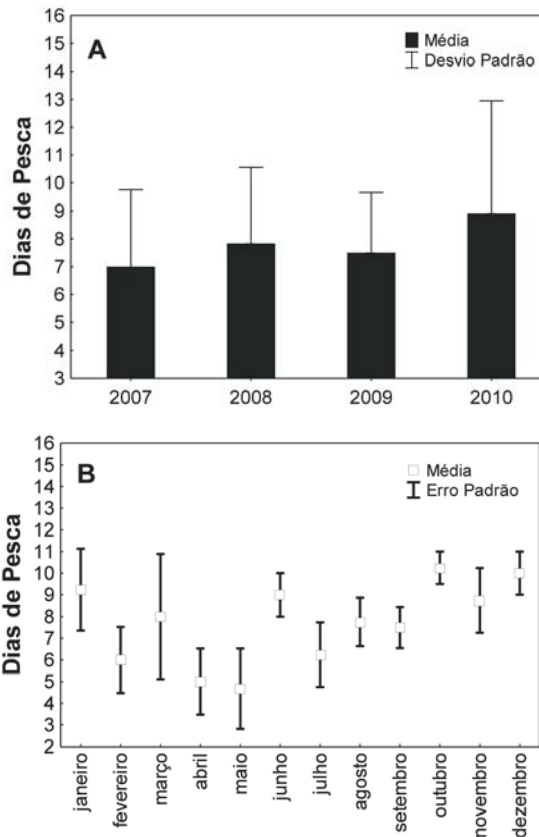 16
15
14
13
12
11
10
9
8
7
6
5
4
3
Dias de Pesca
A
Média
Desvio Padrão
2007 2008 2009 2010
16
15
14
13
12
11
10
9
8
7
6
5
4
3
2
Dias de Pesca
B
Média
Erro Padrão
janeiro
fevereiro
março
abril
maio
junho
julho
agosto
setembro
outubro
novembro
dezembro